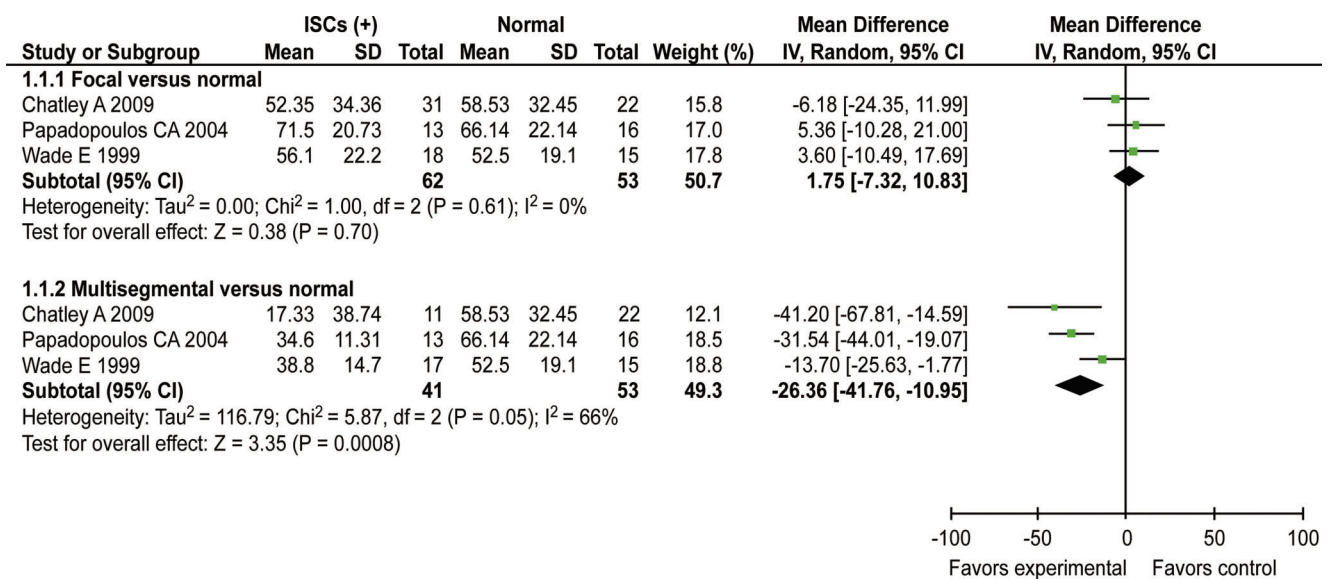 ISCs (+) Normal Mean Difference Mean Difference
Study or Subgroup Mean SD Total Mean SD Total Weight (%) IV, Random, 95% CI IV, Random, 95% CI
1.1.1 Focal versus normal
Chatley A 2009 52.35 34.36 31 58.53 32.45 22 15.8 -6.18 [-24.35, 11.99]
Papadopoulos CA 2004 71.5 20.73 13 66.14 22.14 16 17.0 5.36 [-10.28, 21.00]
Wade E 1999 56.1 22.2 18 52.5 19.1 15 17.8 3.60 [-10.49, 17.69]
Subtotal (95% CI) 62 53 50.7 1.75 [-7.32, 10.83]
Heterogeneity: Tau² = 0.00; Chi² = 1.00, df = 2 (P = 0.61); I² = 0%
Test for overall effect: Z = 0.38 (P = 0.70)
1.1.2 Multisegmental versus normal
Chatley A 2009 17.33 38.74 11 58.53 32.45 22 12.1 -41.20 [-67.81, -14.59]
Papadopoulos CA 2004 34.6 11.31 13 66.14 22.14 16 18.5 -31.54 [-44.01, -19.07]
Wade E 1999 38.8 14.7 17 52.5 19.1 15 18.8 -13.70 [-25.63, -1.77]
Subtotal (95% CI) 41 53 49.3 -26.36 [-41.76, -10.95]
Heterogeneity: Tau² = 116.79; Chi² = 5.87, df = 2 (P = 0.05); I² = 66%
Test for overall effect: Z = 3.35 (P = 0.0008)
-100 -50 0 50 100
Favors experimental Favors control